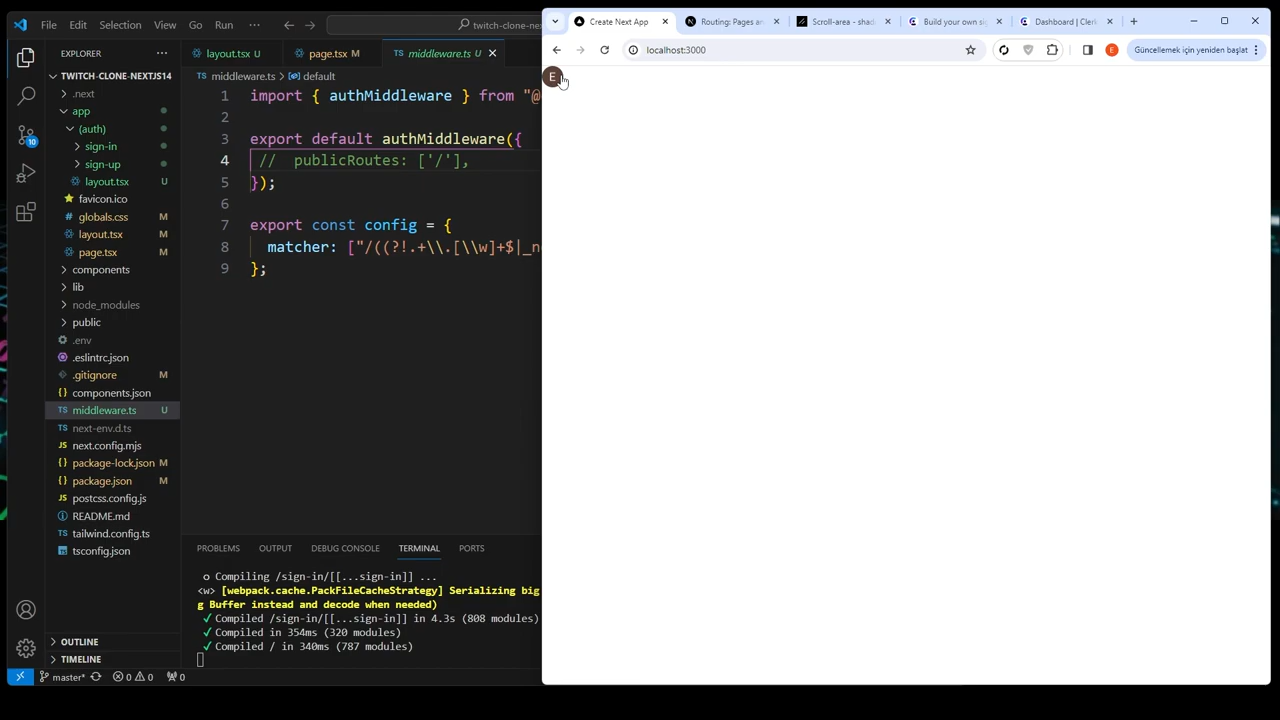 File Edit Selection View Go Run ···
twitch-clone-nex
Create Next App
Routing: Pages an
Scroll-area - shad
Build your own si
Dashboard | Clerk
localhost:3000
E
Güncellemek için yeniden başlat
E
EXPLORER
TWITCH-CLONE-NEXTJS14
.next
app
(auth)
sign-in
sign-up
layout.tsx U
favicon.ico
globals.css M
layout.tsx M
page.tsx M
components
lib
node_modules
public
.env
.eslintrc.json
.gitignore M
components.json
middleware.ts U
next-env.d.ts
next.config.mjs
package-lock.json M
package.json M
postcss.config.js
README.md
tailwind.config.ts
tsconfig.json
OUTLINE
TIMELINE
layout.tsx U
page.tsx M
middleware.ts U
middleware.ts > default
1 import { authMiddleware } from "@
2
3 export default authMiddleware({
4 // publicRoutes: ['/'],
5 });
6
7 export const config = {
8 matcher: ["/((?!.+\\.[\\w]+$|_n
9 };
PROBLEMS OUTPUT DEBUG CONSOLE TERMINAL PORTS
o Compiling /sign-in/[[...sign-in]] ...
<w> [webpack.cache.PackFileCacheStrategy] Serializing big
g Buffer instead and decode when needed)
✓ Compiled /sign-in/[[...sign-in]] in 4.3s (808 modules)
✓ Compiled in 354ms (320 modules)
✓ Compiled / in 340ms (787 modules)
10
master* 0 0 0